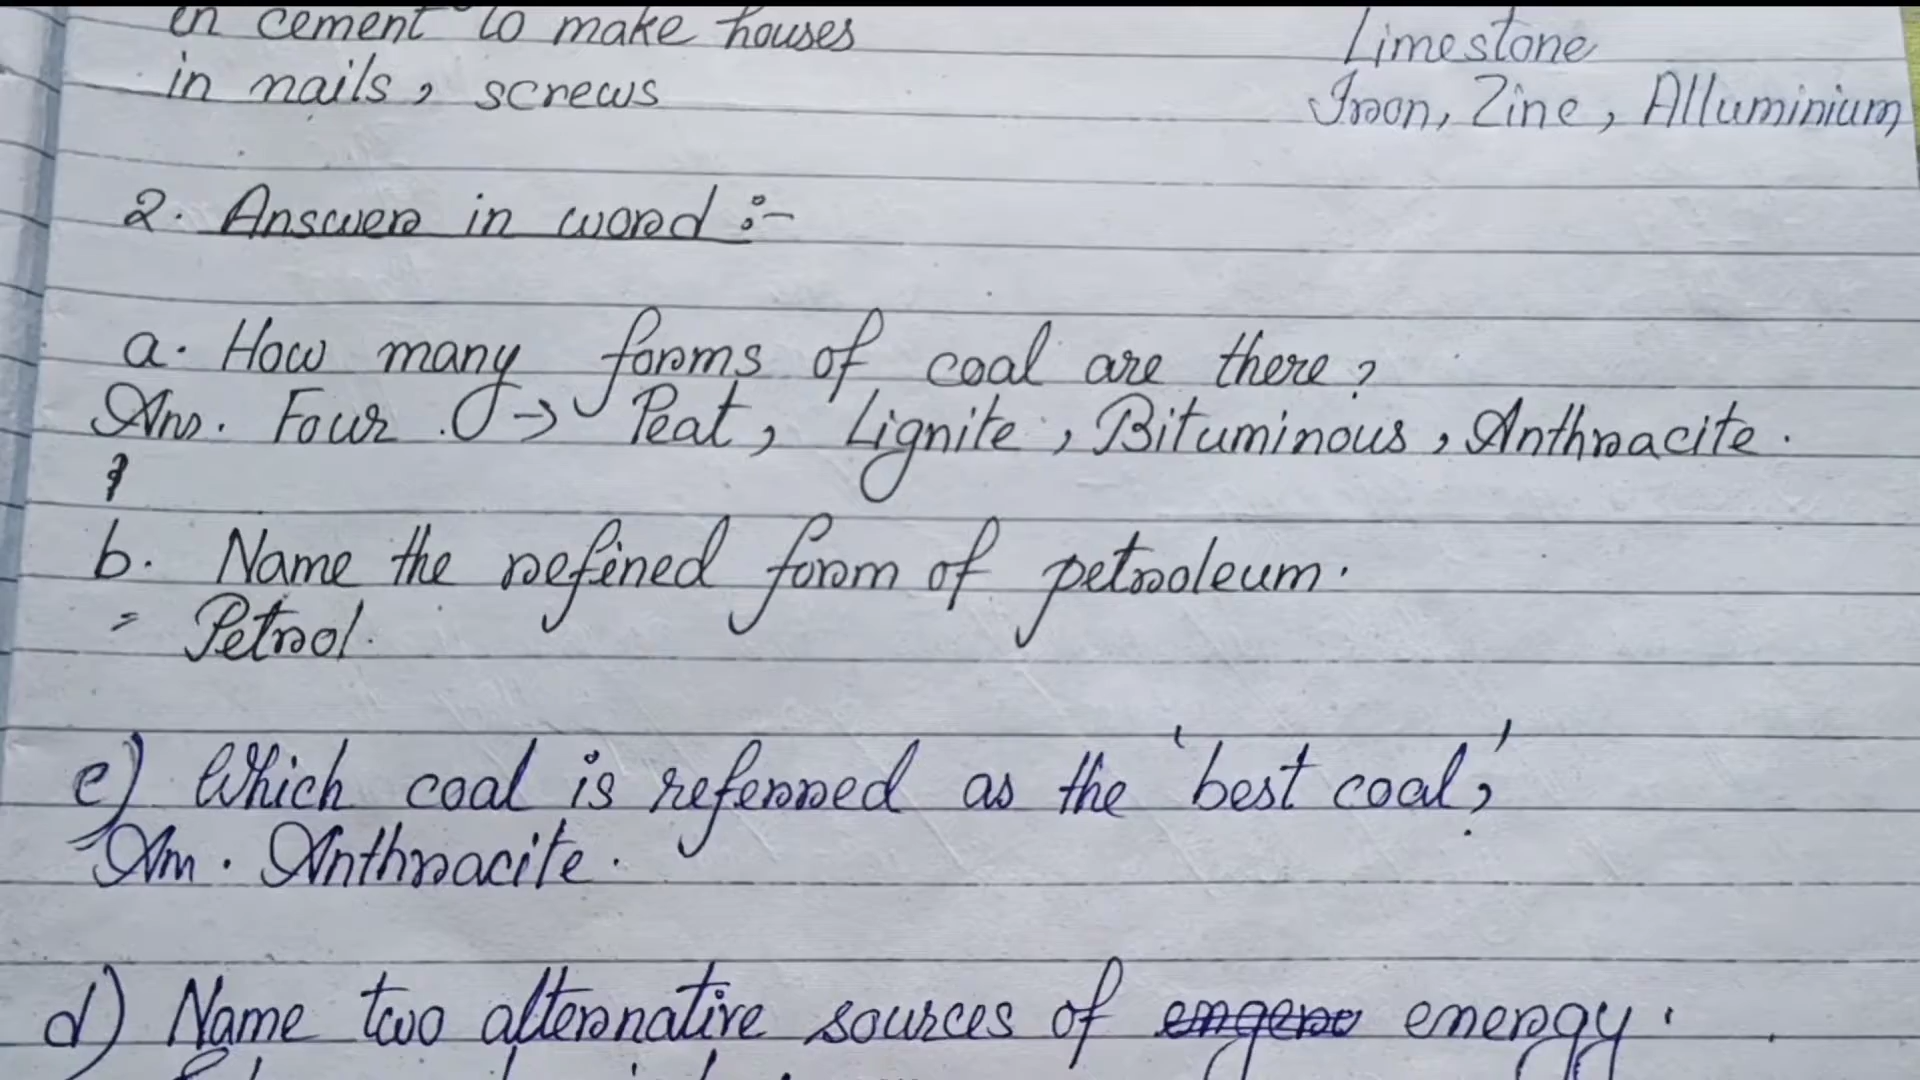 in cement to make houses
Limestone
in nails, screws
Iron, Zinc, Alluminium
2. Answer in word :-
a. How many forms of coal are there?
Ans. Four. → Peat, Lignite, Bituminous, Anthracite.
b. Name the refined form of petroleum.
= Petrol.
c) Which coal is referred as the 'best coal'?
Ans. Anthracite.
d) Name two alternative sources of energy.